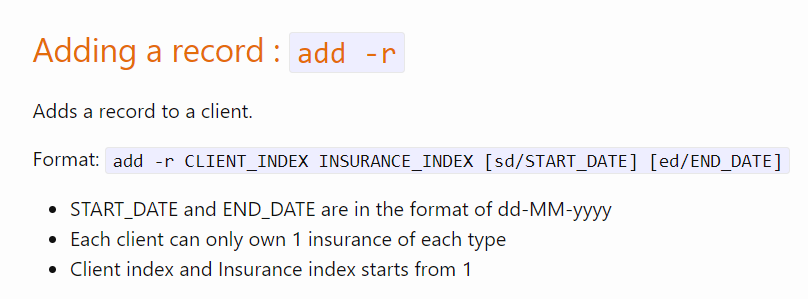 Adding a record : add -r
Adds a record to a client.
Format: add -r CLIENT_INDEX INSURANCE_INDEX [sd/START_DATE] [ed/END_DATE]
• START_DATE and END_DATE are in the format of dd-MM-yyyy
• Each client can only own 1 insurance of each type
• Client index and Insurance index starts from 1